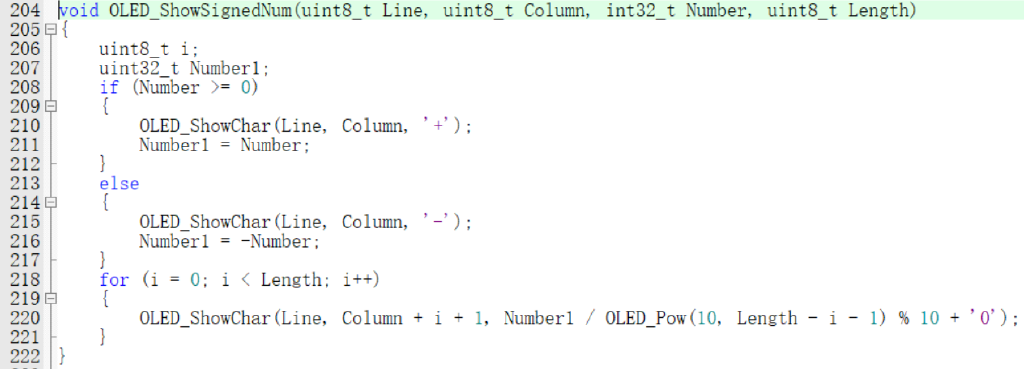 204 void OLED_ShowSignedNum(uint8_t Line, uint8_t Column, int32_t Number, uint8_t Length)
205 {
206     uint8_t i;
207     uint32_t Number1;
208     if (Number >= 0)
209     {
210         OLED_ShowChar(Line, Column, '+');
211         Number1 = Number;
212     }
213     else
214     {
215         OLED_ShowChar(Line, Column, '-');
216         Number1 = -Number;
217     }
218     for (i = 0; i < Length; i++)
219     {
220         OLED_ShowChar(Line, Column + i + 1, Number1 / OLED_Pow(10, Length - i - 1) % 10 + '0');
221     }
222 }